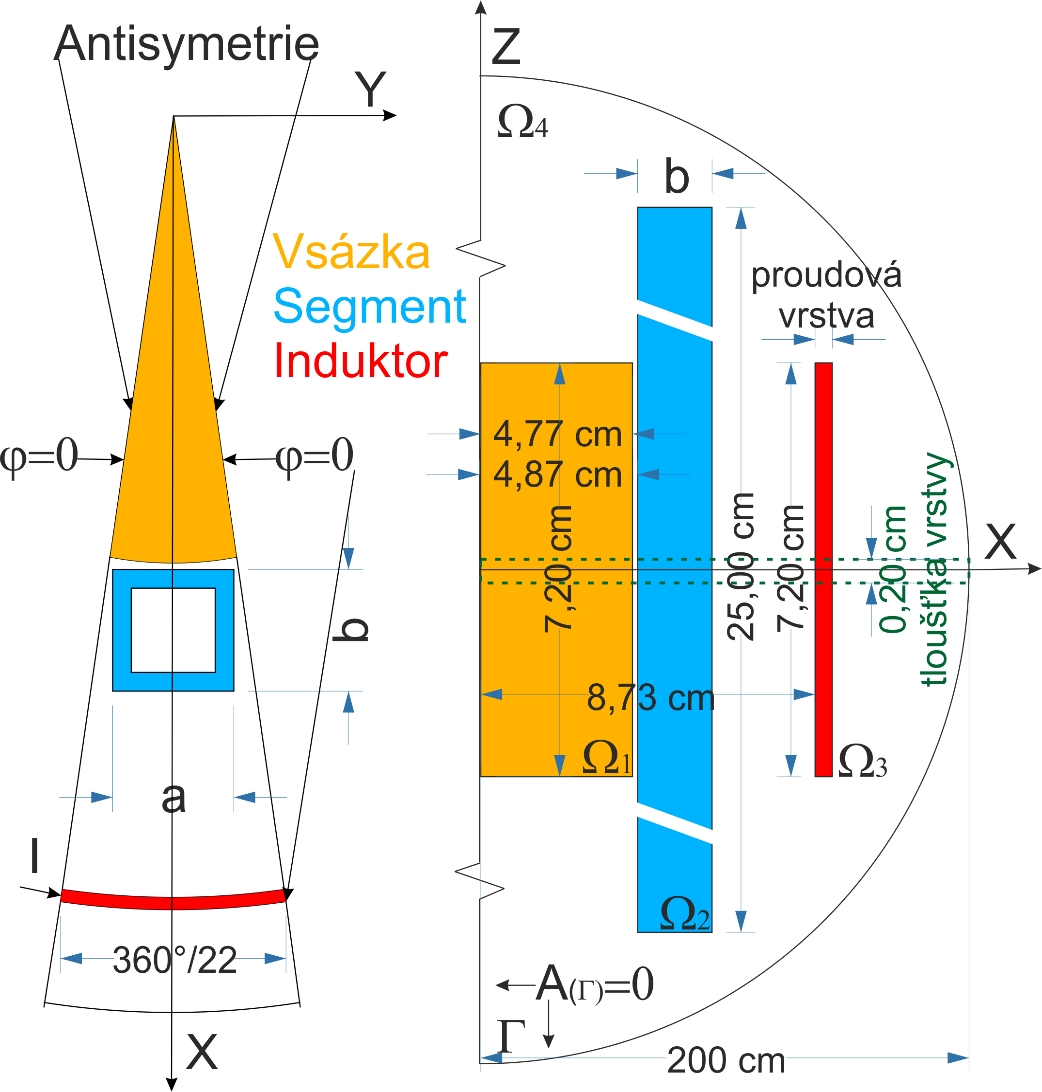 Antisymetrie
Y
Vsázka
Segment
Induktor
φ=0
φ=0
b
a
I
360°/22
X
Z
Ω4
b
proudová
vrstva
4,77 cm
4,87 cm
7,20 cm
25,00 cm
7,20 cm
0,20 cm
tloušťka vrstvy
X
8,73 cm
Ω1
Ω3
Ω2
A(Γ)=0
Γ
200 cm